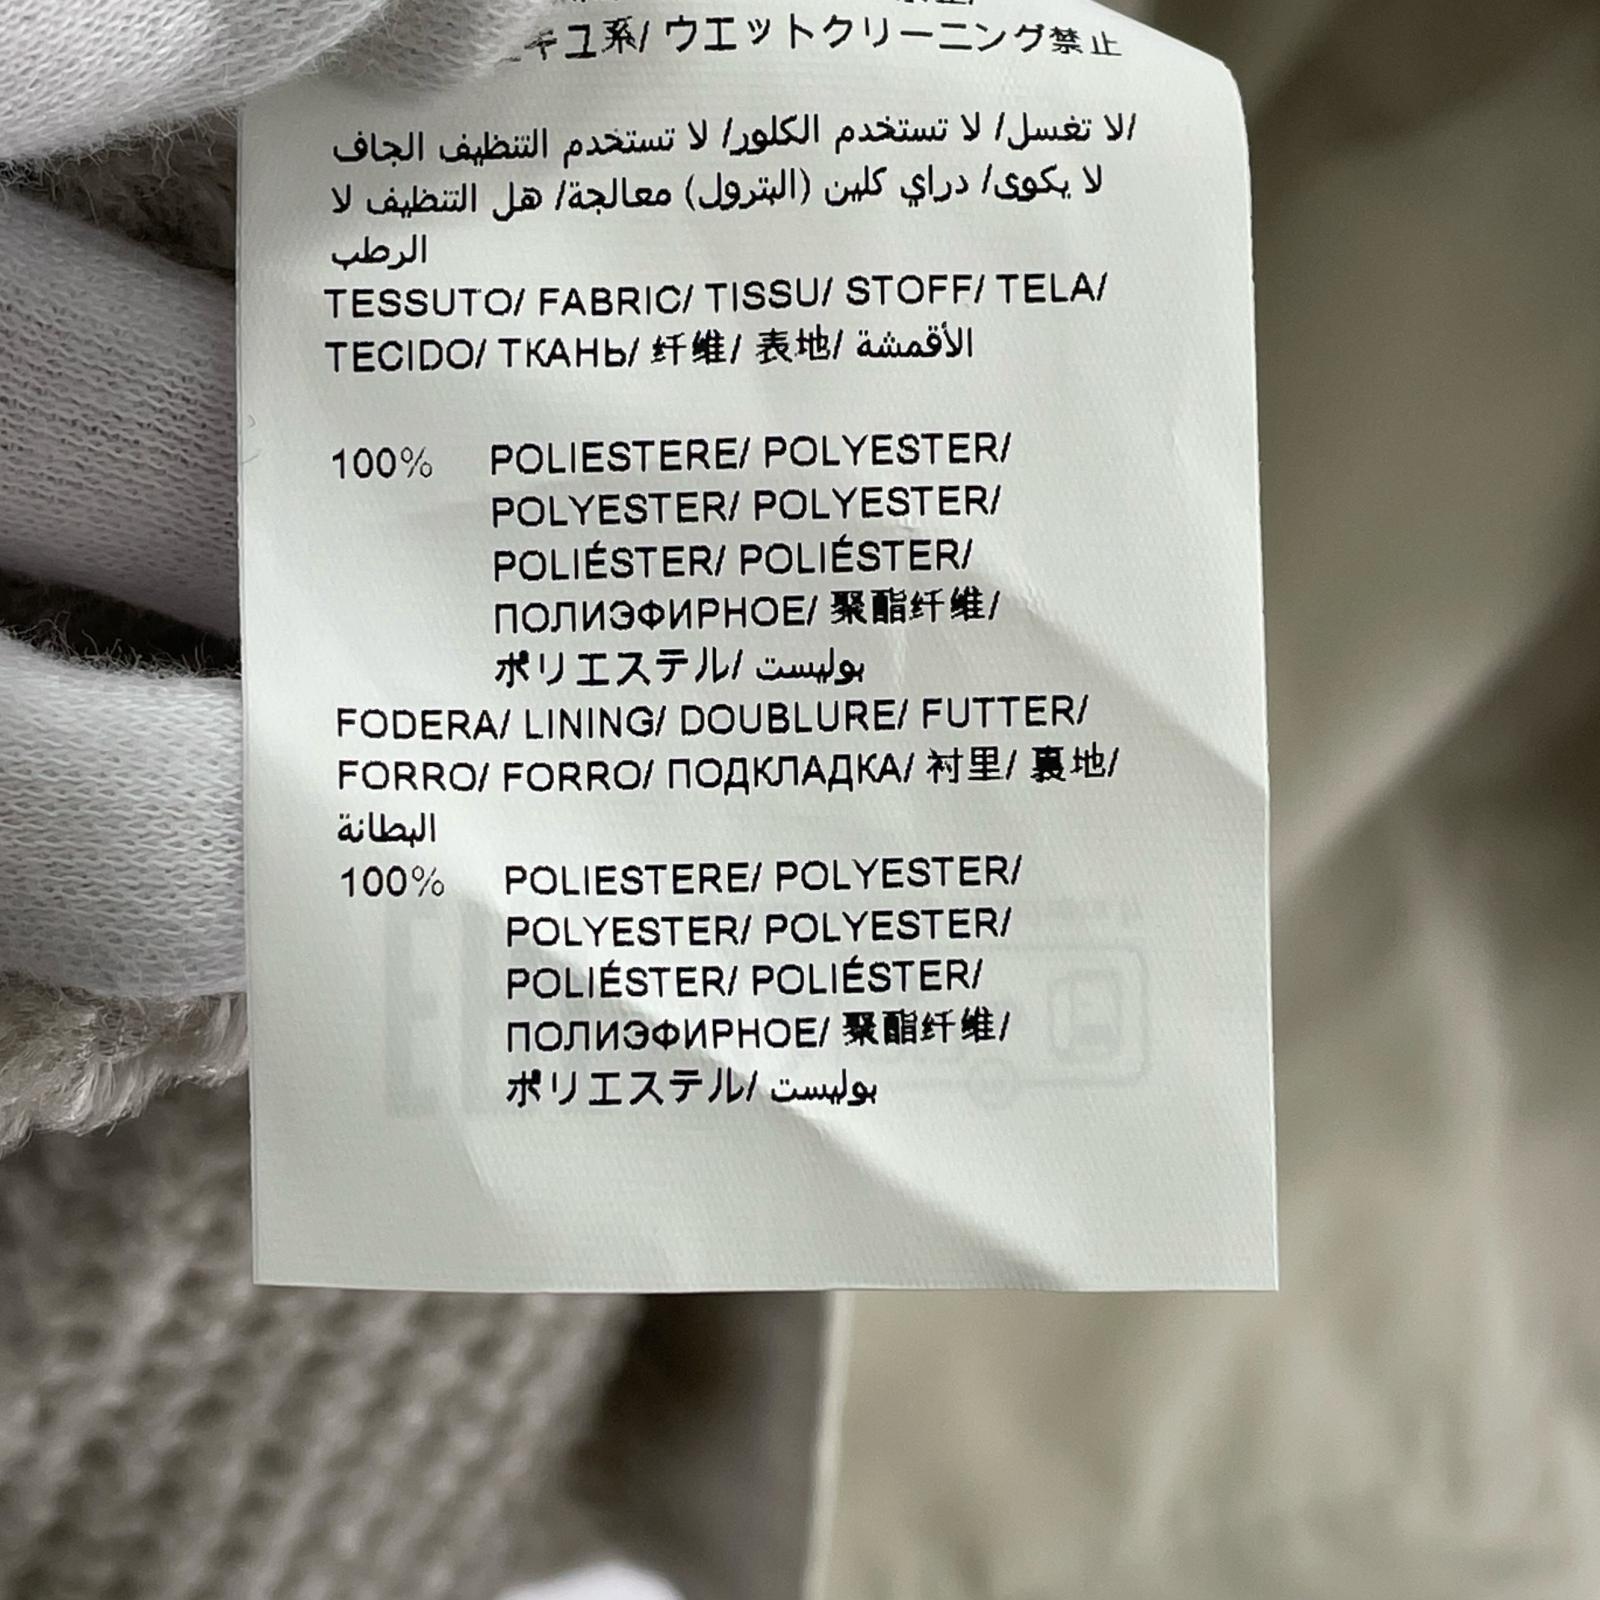 キユ系/ ウエットクリーニング禁止
لا تغسل/ لا تستخدم الكلور/ لا تستخدم التنظيف الجاف/
لا يكوى/ دراي كلين (البترول) معالجة/ هل التنظيف لا
الرطب
TESSUTO/ FABRIC/ TISSU/ STOFF/ TELA/
TECIDO/ ТКАНЬ/ 纤维/ 表地/ الأقمشة
100% POLIESTERE/ POLYESTER/
POLYESTER/ POLYESTER/
POLIÉSTER/ POLIÉSTER/
ПОЛИЭФИРНОЕ/ 聚酯纤维/
ポリエステル/ بوليست
FODERA/ LINING/ DOUBLURE/ FUTTER/
FORRO/ FORRO/ ПОДКЛАДКА/ 衬里/ 裏地/
البطانة
100% POLIESTERE/ POLYESTER/
POLYESTER/ POLYESTER/
POLIÉSTER/ POLIÉSTER/
ПОЛИЭФИРНОЕ/ 聚酯纤维/
ポリエステル/ بوليست